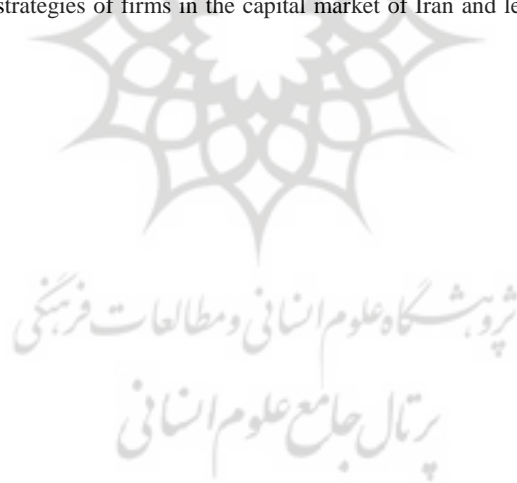 strategies of firms in the capital market of Iran and le
پژوهشگاه علوم انسانی و مطالعات فرهنگی
پرتال جامع علوم انسانی